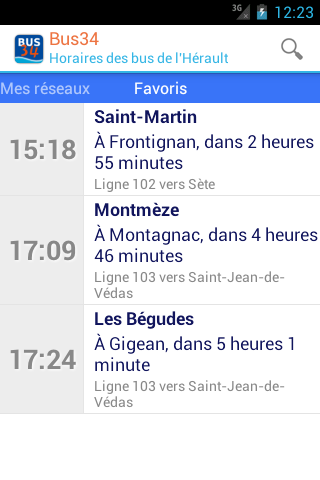 3G 12:23
BUS
34
Bus34
Horaires des bus de l'Hérault
Mes réseaux Favoris
15:18
Saint-Martin
À Frontignan, dans 2 heures
55 minutes
Ligne 102 vers Sète
17:09
Montmèze
À Montagnac, dans 4 heures
46 minutes
Ligne 103 vers Saint-Jean-de-
Védas
17:24
Les Bégudes
À Gigean, dans 5 heures 1
minute
Ligne 103 vers Saint-Jean-de-
Védas